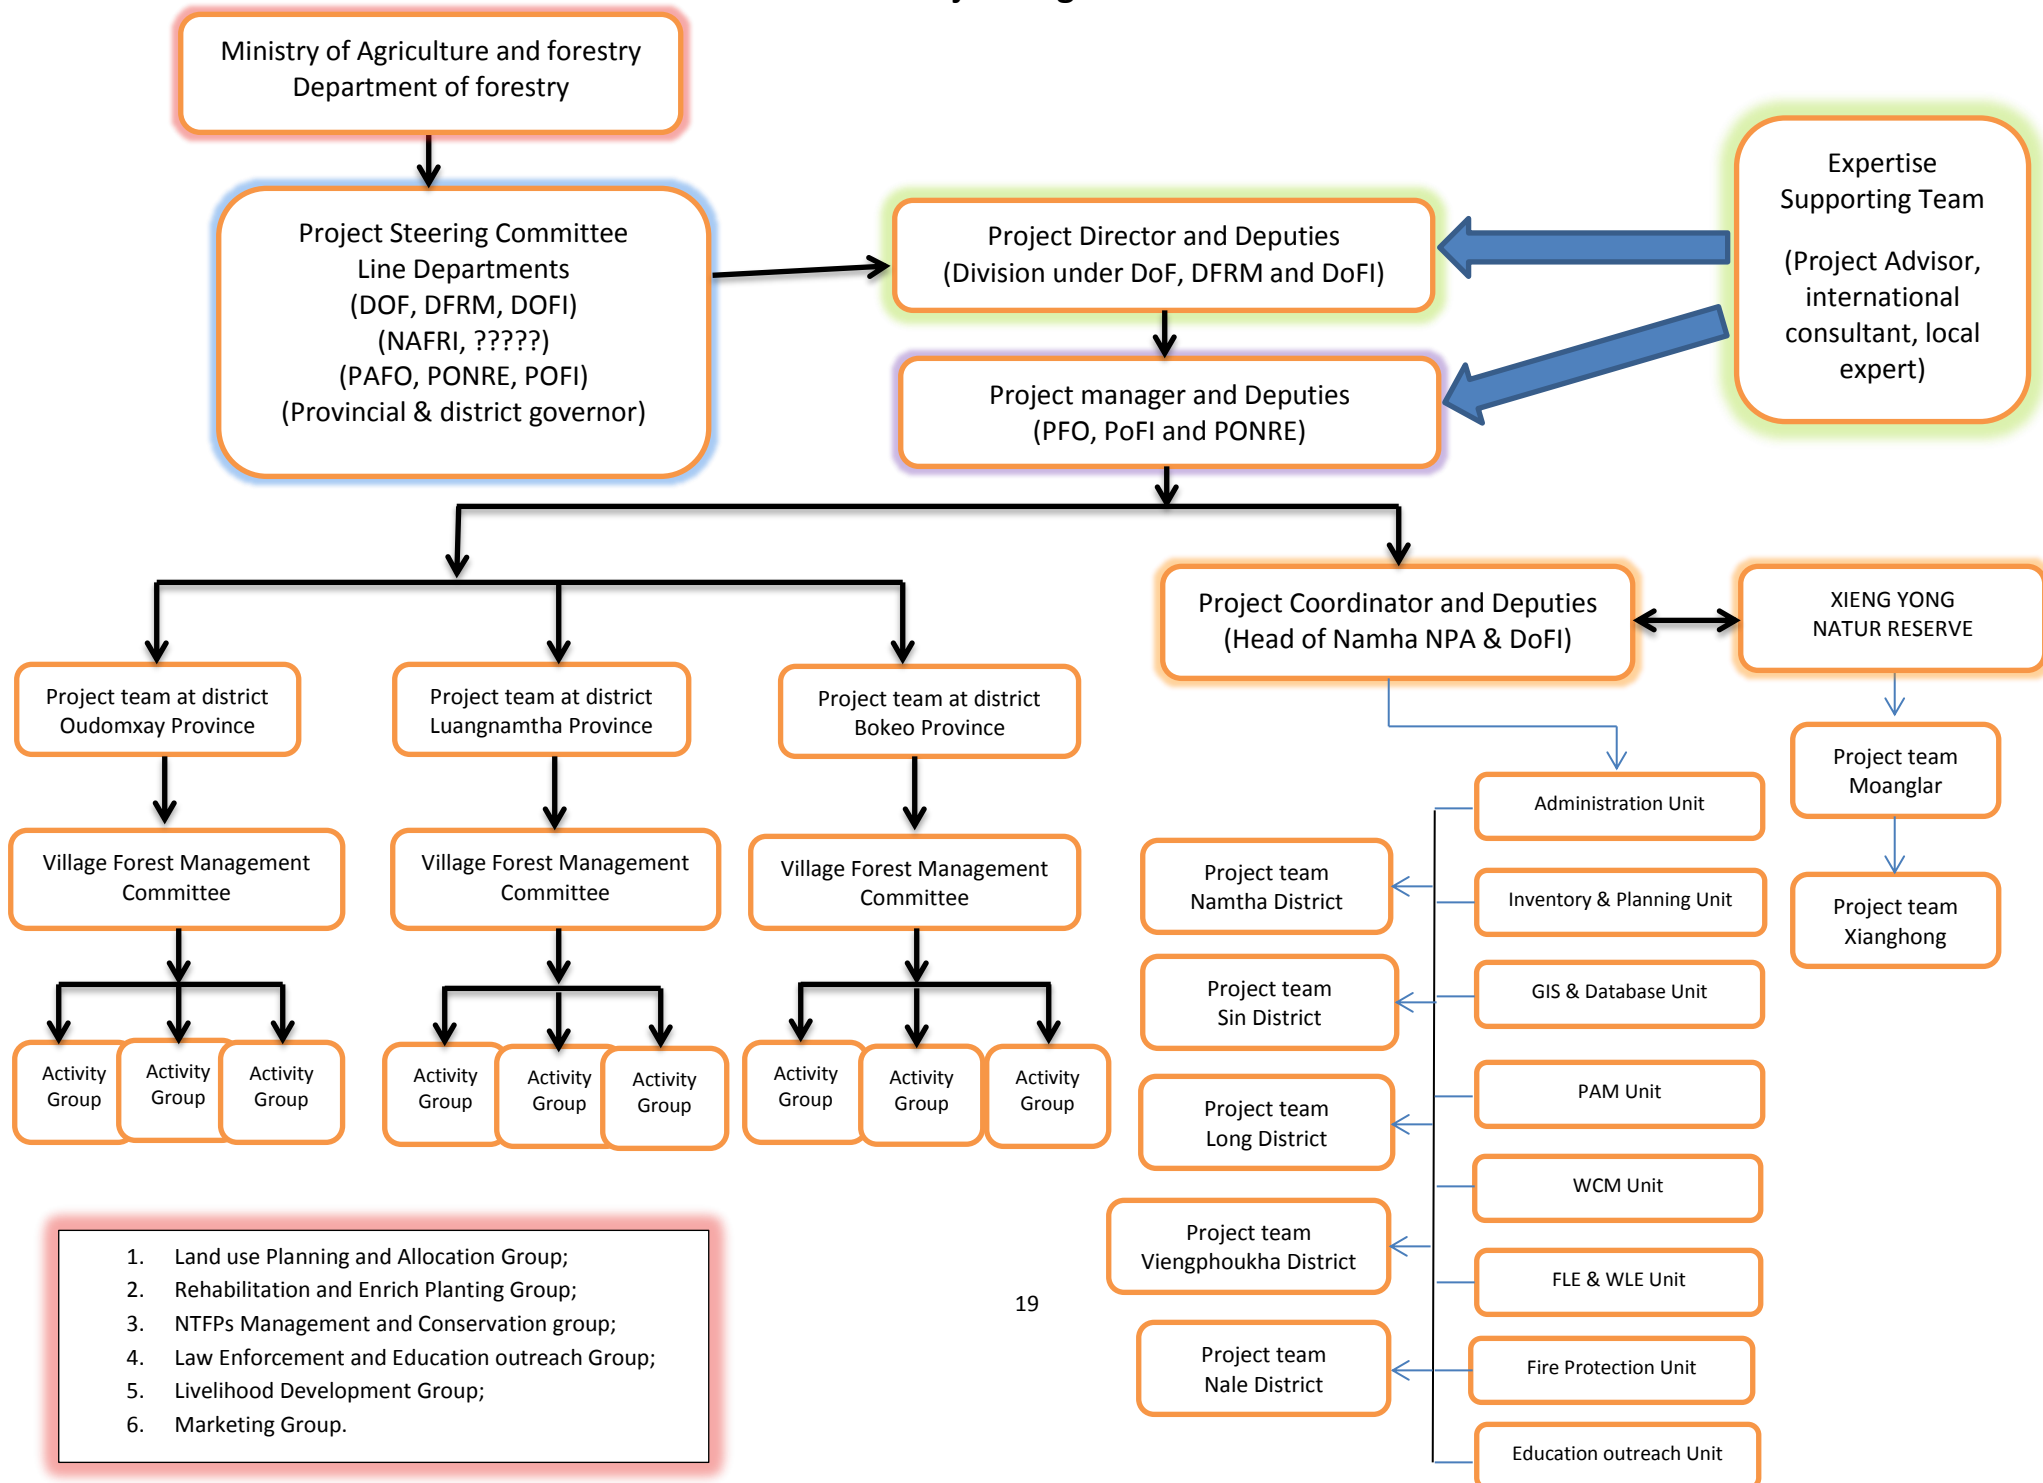 Ministry of Agriculture and forestry
Department of forestry
Project Steering Committee
Line Departments
(DOF, DFRM, DOFI)
(NAFRI, ?????)
(PAFO, PONRE, POFI)
(Provincial & district governor)
Project Director and Deputies
(Division under DoF, DFRM and DoFI)
Expertise
Supporting Team
(Project Advisor,
international
consultant, local
expert)
Project manager and Deputies
(PFO, PoFI and PONRE)
Project Coordinator and Deputies
(Head of Namha NPA & DoFI)
XIENG YONG
NATUR RESERVE
Project team at district
Oudomxay Province
Project team at district
Luangnamtha Province
Project team at district
Bokeo Province
Project team
Moanglar
Project team
Xianghong
Village Forest Management
Committee
Village Forest Management
Committee
Village Forest Management
Committee
Activity
Group
Activity
Group
Activity
Group
Activity
Group
Activity
Group
Activity
Group
Activity
Group
Activity
Group
Activity
Group
Project team
Namtha District
Project team
Sin District
Project team
Long District
Project team
Viengphoukha District
Project team
Nale District
Administration Unit
Inventory & Planning Unit
GIS & Database Unit
PAM Unit
WCM Unit
FLE & WLE Unit
Fire Protection Unit
Education outreach Unit
1. Land use Planning and Allocation Group;
2. Rehabilitation and Enrich Planting Group;
3. NTFPs Management and Conservation group;
4. Law Enforcement and Education outreach Group;
5. Livelihood Development Group;
6. Marketing Group.
19